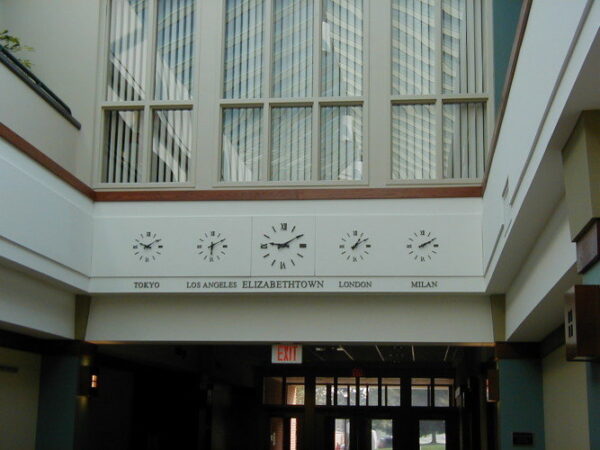 TOKYO LOS ANGELES ELIZABETHTOWN LONDON MILAN
EXIT